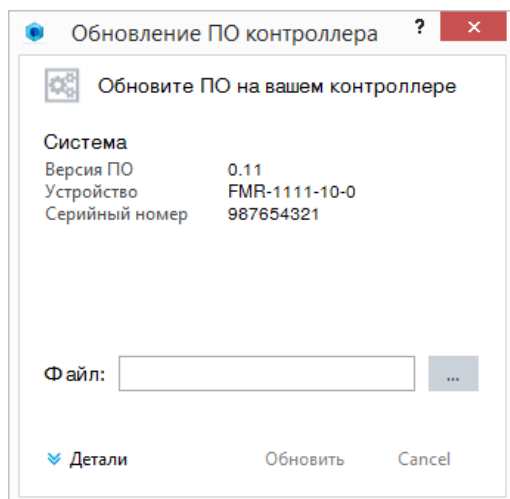 Обновление ПО контроллера ? ×
Обновите ПО на вашем контроллере
Система
Версия ПО 0.11
Устройство FMR-1111-10-0
Серийный номер 987654321
Файл: ...
Детали Обновить Cancel